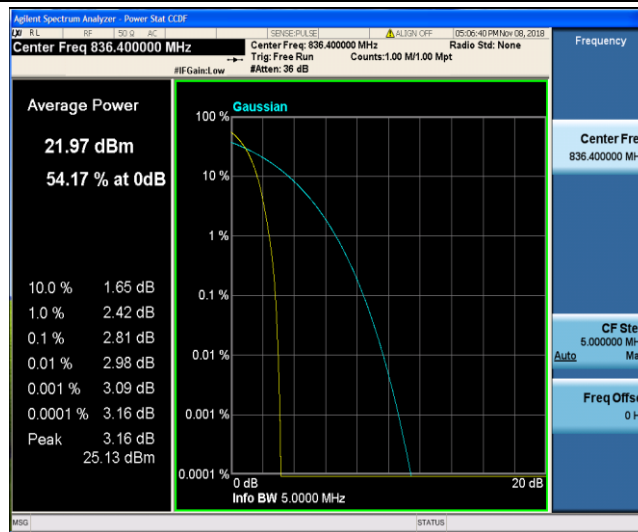 Agilent Spectrum Analyzer - Power Stat CCDF
RL RF 50 Ω AC SENSE:PULSE ALIGN OFF 05:06:40 PM Nov 08, 2018
Center Freq 836.400000 MHz
Center Freq: 836.400000 MHz Radio Std: None
Trig: Free Run Counts:1.00 M/1.00 Mpt
#IFGain:Low #Atten: 36 dB
Frequency
Average Power
21.97 dBm
54.17 % at 0dB
10.0 % 1.65 dB
1.0 % 2.42 dB
0.1 % 2.81 dB
0.01 % 2.98 dB
0.001 % 3.09 dB
0.0001 % 3.16 dB
Peak 3.16 dB
25.13 dBm
Gaussian
100 %
10 %
1 %
0.1 %
0.01 %
0.001 %
0.0001 %
0 dB 20 dB
Info BW 5.0000 MHz
Center Fre
836.400000 MH
CF Ste
5.000000 MH
Auto Ma
Freq Offs
0 H
MSG STATUS